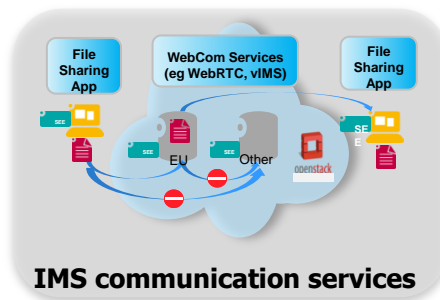 File
Sharing
App
WebCom Services
(eg WebRTC, vIMS)
File
Sharing
App
SEE
SEE
EU
SEE
Other
openstack
SE
E
IMS communication services